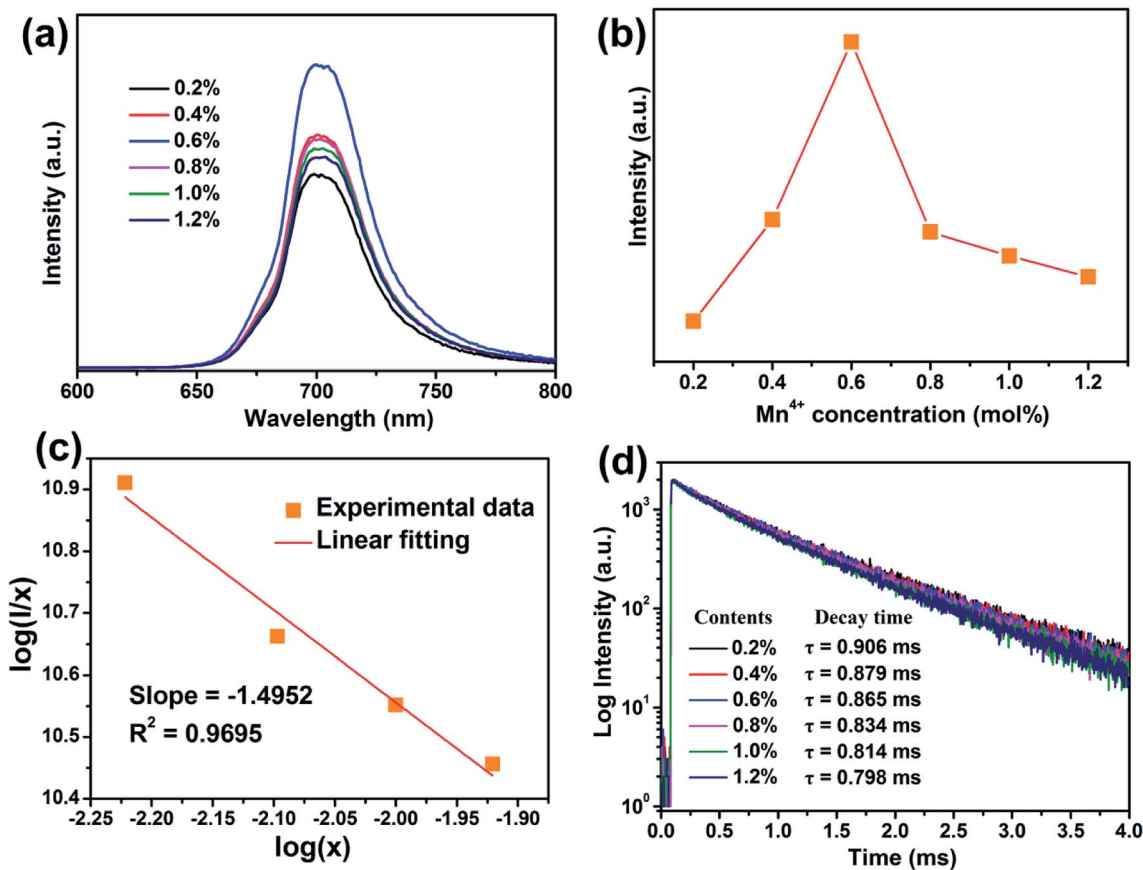 (a)
0.2%
0.4%
0.6%
0.8%
1.0%
1.2%
Intensity (a.u.)
600 650 700 750 800
Wavelength (nm)
(b)
Intensity (a.u.)
0.2 0.4 0.6 0.8 1.0 1.2
Mn⁴⁺ concentration (mol%)
(c)
10.9
10.8
10.7
10.6
10.5
10.4
log(I/x)
Experimental data
Linear fitting
Slope = -1.4952
R² = 0.9695
-2.25 -2.20 -2.15 -2.10 -2.05 -2.00 -1.95 -1.90
log(x)
(d)
10³
10²
10¹
10⁰
Log Intensity (a.u.)
Contents Decay time
0.2% τ = 0.906 ms
0.4% τ = 0.879 ms
0.6% τ = 0.865 ms
0.8% τ = 0.834 ms
1.0% τ = 0.814 ms
1.2% τ = 0.798 ms
0.0 0.5 1.0 1.5 2.0 2.5 3.0 3.5 4.0
Time (ms)